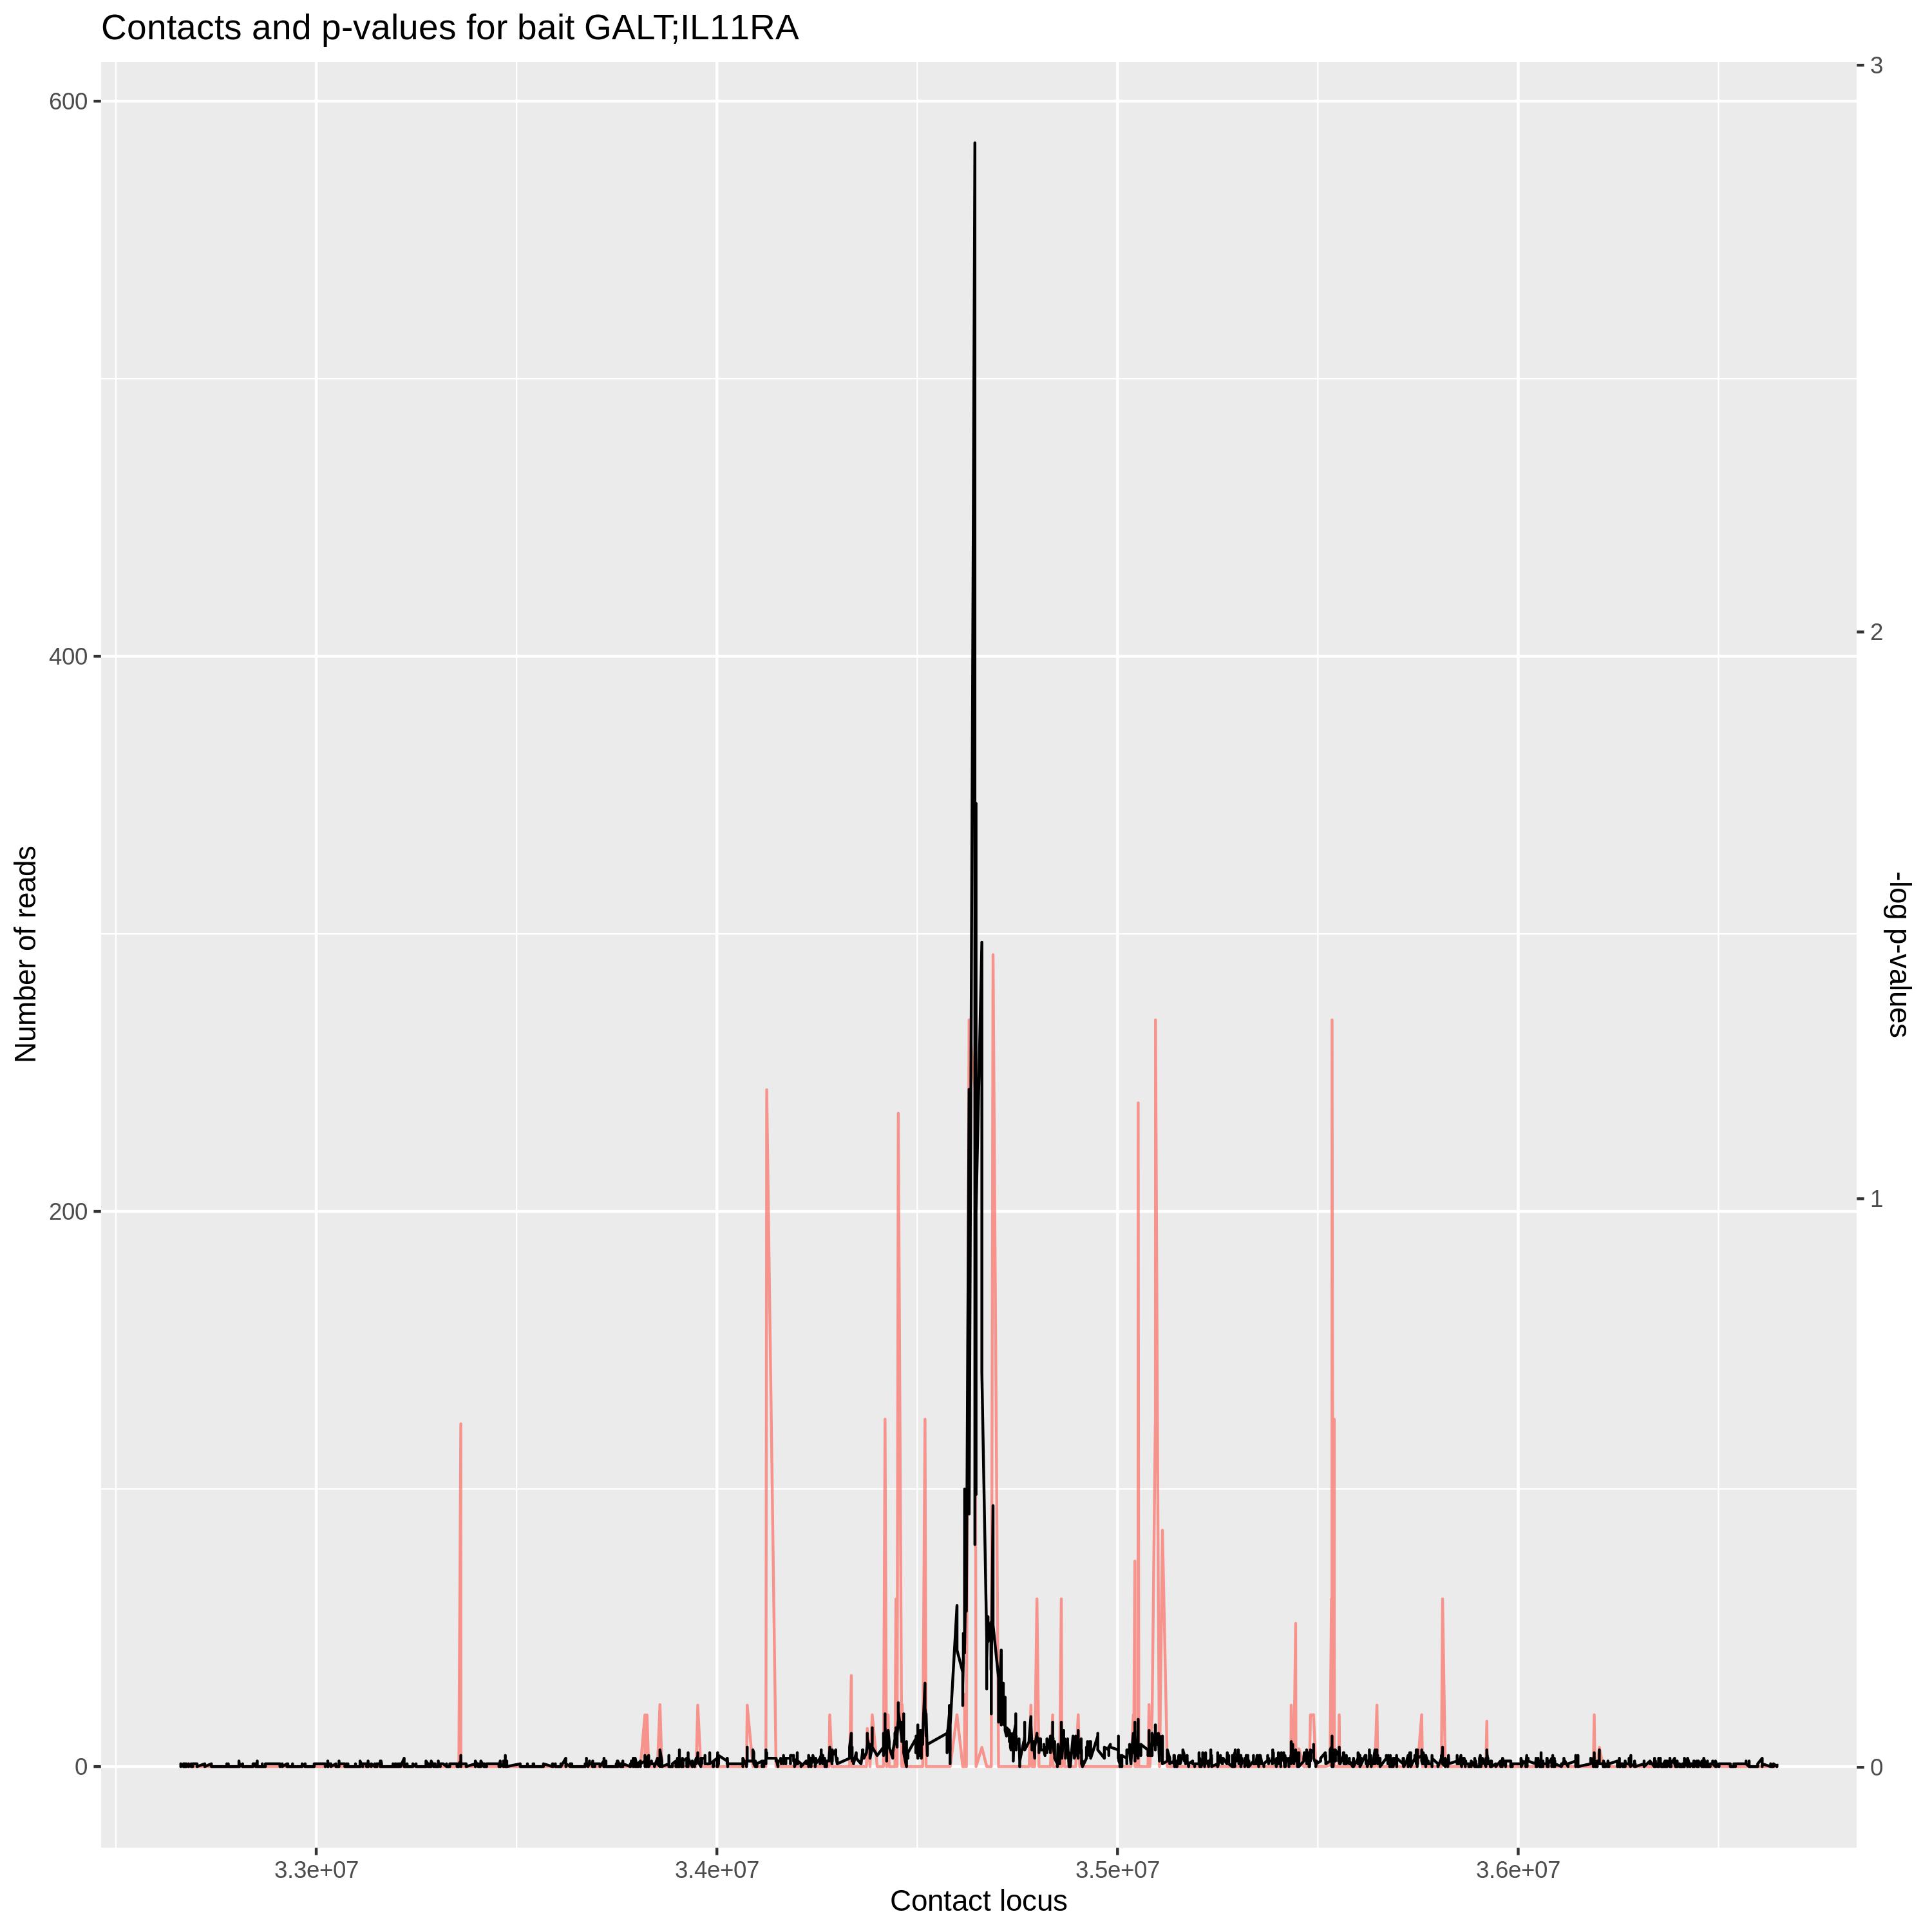 Contacts and p-values for bait GALT;IL11RA
600
400
200
0
Number of reads
3
2
1
0
-log p-values
3.3e+07
3.4e+07
3.5e+07
3.6e+07
Contact locus